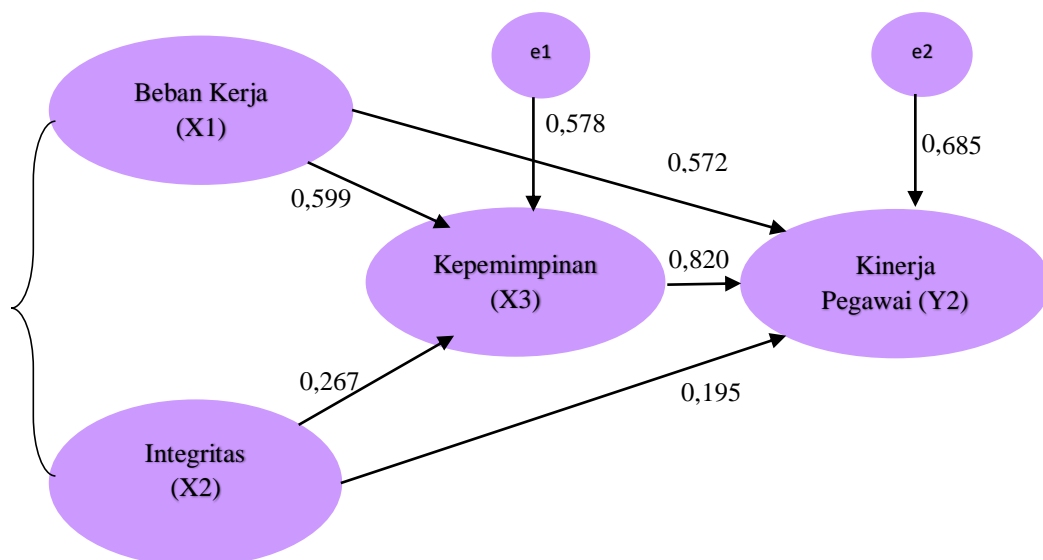 e1
e2
Beban Kerja
(X1)
0,578
0,572
0,685
0,599
Kepemimpinan
(X3)
0,820
Kinerja
Pegawai (Y2)
0,267
0,195
Integritas
(X2)